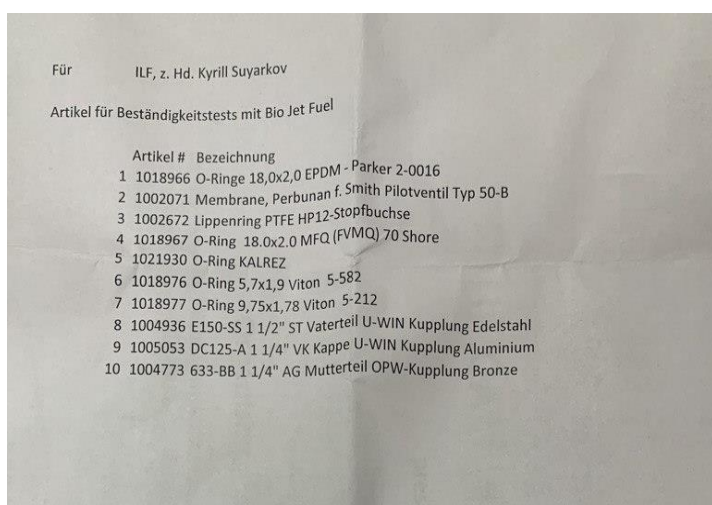 Für ILF, z. Hd. Kyrill Suyarkov
Artikel für Beständigkeitstests mit Bio Jet Fuel
Artikel # Bezeichnung
1 1018966 O-Ringe 18,0x2,0 EPDM - Parker 2-0016
2 1002071 Membrane, Perbunan f. Smith Pilotventil Typ 50-B
3 1002672 Lippenring PTFE HP12-Stopfbuchse
4 1018967 O-Ring 18.0x2.0 MFQ (FVMQ) 70 Shore
5 1021930 O-Ring KALREZ
6 1018976 O-Ring 5,7x1,9 Viton 5-582
7 1018977 O-Ring 9,75x1,78 Viton 5-212
8 1004936 E150-SS 1 1/2" ST Vaterteil U-WIN Kupplung Edelstahl
9 1005053 DC125-A 1 1/4" VK Kappe U-WIN Kupplung Aluminium
10 1004773 633-BB 1 1/4" AG Mutterteil OPW-Kupplung Bronze